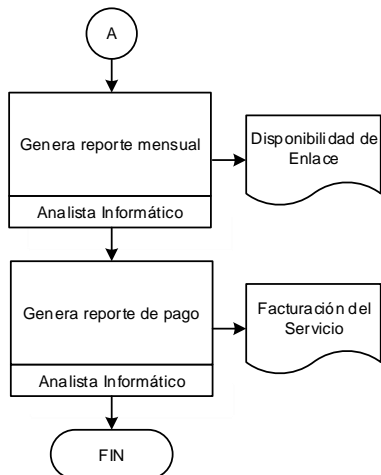 A
Genera reporte mensual
Disponibilidad de
Enlace
Analista Informático
Genera reporte de pago
Facturación del
Servicio
Analista Informático
FIN